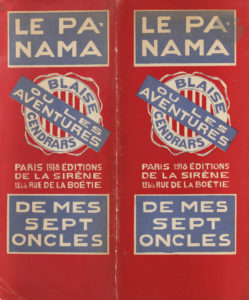 LE PA
NAMA
BLAISE
OU LES
AVENTURES
CENDRARS
PARIS 1918 EDITIONS
DE LA SIRÈNE
12bis RUE DE LA BOËTIE
DE MES
SEPT
ONCLES
LE PA
NAMA
BLAISE
OU LES
AVENTURES
CENDRARS
PARIS 1918 EDITIONS
DE LA SIRÈNE
12bis RUE DE LA BOËTIE
DE MES
SEPT
ONCLES